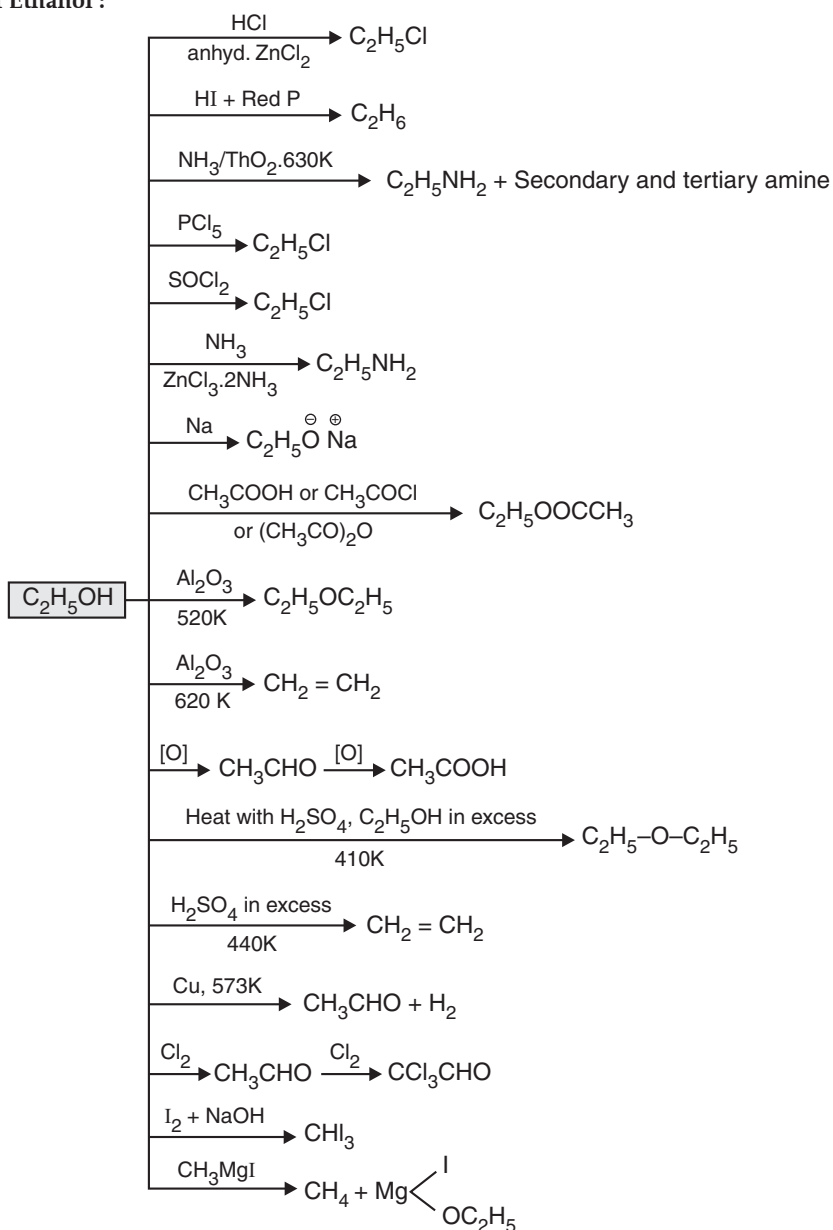 Ethanol :
HCl
anhyd. ZnCl₂
C₂H₅Cl
HI + Red P
C₂H₆
NH₃/ThO₂.630K
C₂H₅NH₂ + Secondary and tertiary amine
PCl₅
C₂H₅Cl
SOCl₂
C₂H₅Cl
NH₃
ZnCl₃.2NH₃
C₂H₅NH₂
Na
⊖ ⊕
C₂H₅O Na
CH₃COOH or CH₃COCl
or (CH₃CO)₂O
C₂H₅OOCCH₃
C₂H₅OH
Al₂O₃
520K
C₂H₅OC₂H₅
Al₂O₃
620 K
CH₂ = CH₂
[O] CH₃CHO [O] CH₃COOH
Heat with H₂SO₄, C₂H₅OH in excess
410K
C₂H₅–O–C₂H₅
H₂SO₄ in excess
440K
CH₂ = CH₂
Cu, 573K
CH₃CHO + H₂
Cl₂ CH₃CHO Cl₂ CCl₃CHO
I₂ + NaOH
CHI₃
CH₃MgI
CH₄ + Mg
I
OC₂H₅